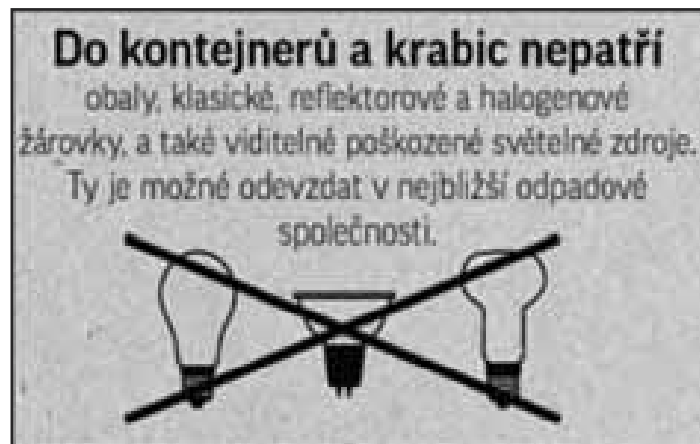 Do kontejnerů a krabic nepatří
obaly, klasické, reflektorové a halogenové
žárovky, a také viditelně poškozené světelné zdroje.
Ty je možné odevzdat v nejbližší odpadové
společnosti.